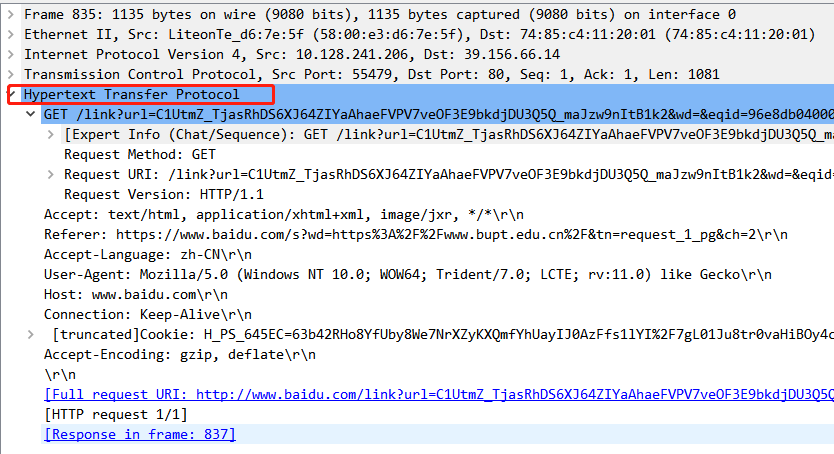 Frame 835: 1135 bytes on wire (9080 bits), 1135 bytes captured (9080 bits) on interface 0
Ethernet II, Src: LiteonTe_d6:7e:5f (58:00:e3:d6:7e:5f), Dst: 74:85:c4:11:20:01 (74:85:c4:11:20:01)
Internet Protocol Version 4, Src: 10.128.241.206, Dst: 39.156.66.14
Transmission Control Protocol, Src Port: 55479, Dst Port: 80, Seq: 1, Ack: 1, Len: 1081
Hypertext Transfer Protocol
GET /link?url=C1UtmZ_TjasRhDS6XJ64ZIYaAhaeFVPV7veOF3E9bkdjDU3Q5Q_maJzw9nItB1k2&wd=&eqid=96e8db04000
[Expert Info (Chat/Sequence): GET /link?url=C1UtmZ_TjasRhDS6XJ64ZIYaAhaeFVPV7veOF3E9bkdjDU3Q5Q_ma
Request Method: GET
Request URI: /link?url=C1UtmZ_TjasRhDS6XJ64ZIYaAhaeFVPV7veOF3E9bkdjDU3Q5Q_maJzw9nItB1k2&wd=&eqid=
Request Version: HTTP/1.1
Accept: text/html, application/xhtml+xml, image/jxr, */*\r\n
Referer: https://www.baidu.com/s?wd=https%3A%2F%2Fwww.bupt.edu.cn%2F&tn=request_1_pg&ch=2\r\n
Accept-Language: zh-CN\r\n
User-Agent: Mozilla/5.0 (Windows NT 10.0; WOW64; Trident/7.0; LCTE; rv:11.0) like Gecko\r\n
Host: www.baidu.com\r\n
Connection: Keep-Alive\r\n
[truncated]Cookie: H_PS_645EC=63b42RHo8YfUby8We7NrXZyKXQmfYhUayIJ0AzFfs1lYI%2F7gL01Ju8tr0vaHiBOy4c
Accept-Encoding: gzip, deflate\r\n
\r\n
[Full request URI: http://www.baidu.com/link?url=C1UtmZ_TjasRhDS6XJ64ZIYaAhaeFVPV7veOF3E9bkdjDU3Q5Q
[HTTP request 1/1]
[Response in frame: 837]